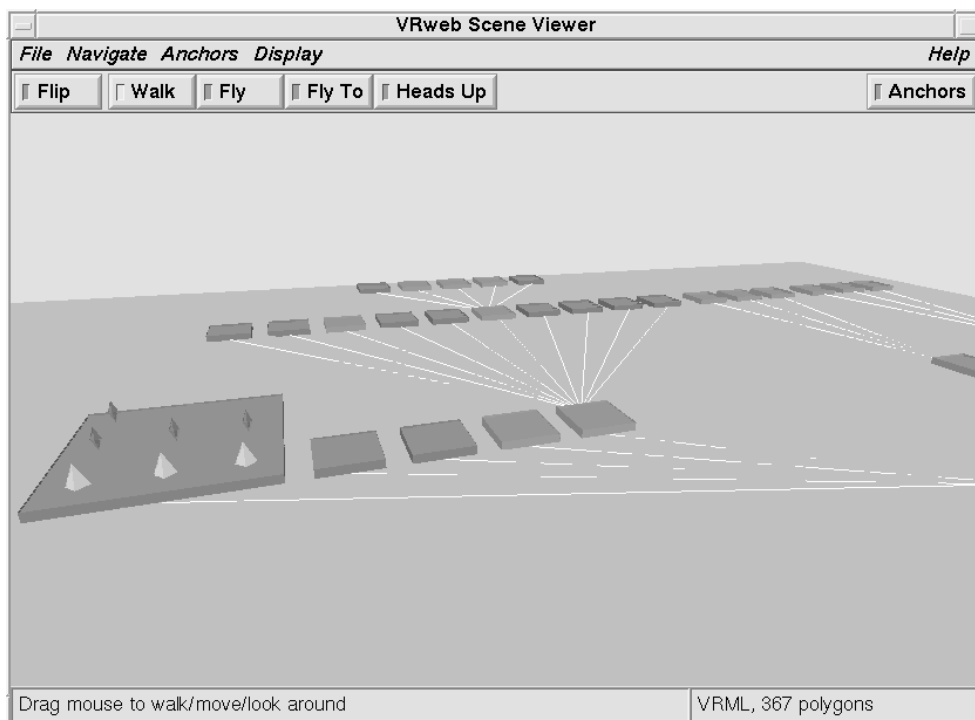 VRweb Scene Viewer
File Navigate Anchors Display Help
Flip Walk Fly Fly To Heads Up Anchors
Drag mouse to walk/move/look around VRML, 367 polygons